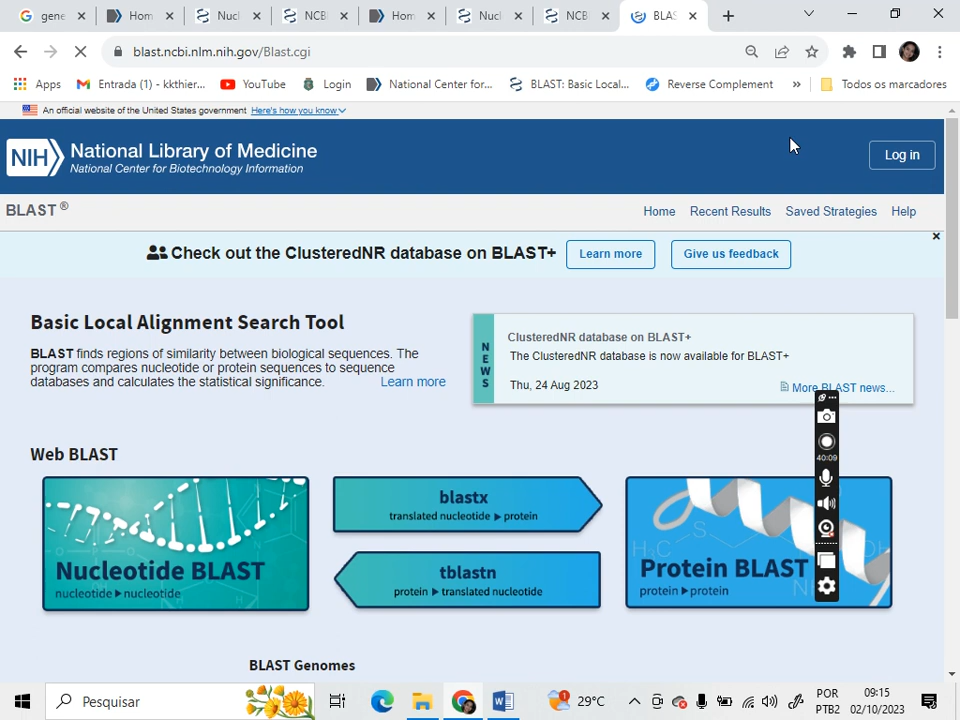 gene
Hom
Nucl
NCBI
Hom
Nucl
NCB
BLAS
blast.ncbi.nlm.nih.gov/Blast.cgi
Apps
Entrada (1) - kkthier...
YouTube
Login
National Center for...
BLAST: Basic Local...
Reverse Complement
»
Todos os marcadores
An official website of the United States government Here's how you know
NIH
National Library of Medicine
National Center for Biotechnology Information
Log in
BLAST ®
Home
Recent Results
Saved Strategies
Help
Check out the ClusteredNR database on BLAST+
Learn more
Give us feedback
Basic Local Alignment Search Tool
BLAST finds regions of similarity between biological sequences. The
program compares nucleotide or protein sequences to sequence
databases and calculates the statistical significance.
Learn more
NEWS
ClusteredNR database on BLAST+
The ClusteredNR database is now available for BLAST+
Thu, 24 Aug 2023
More BLAST news...
40:09
Web BLAST
Nucleotide BLAST
nucleotide ▶ nucleotide
blastx
translated nucleotide ▶ protein
tblastn
protein ▶ translated nucleotide
Protein BLAST
protein ▶ protein
BLAST Genomes
Pesquisar
1
29°C
POR
PTB2
09:15
02/10/2023